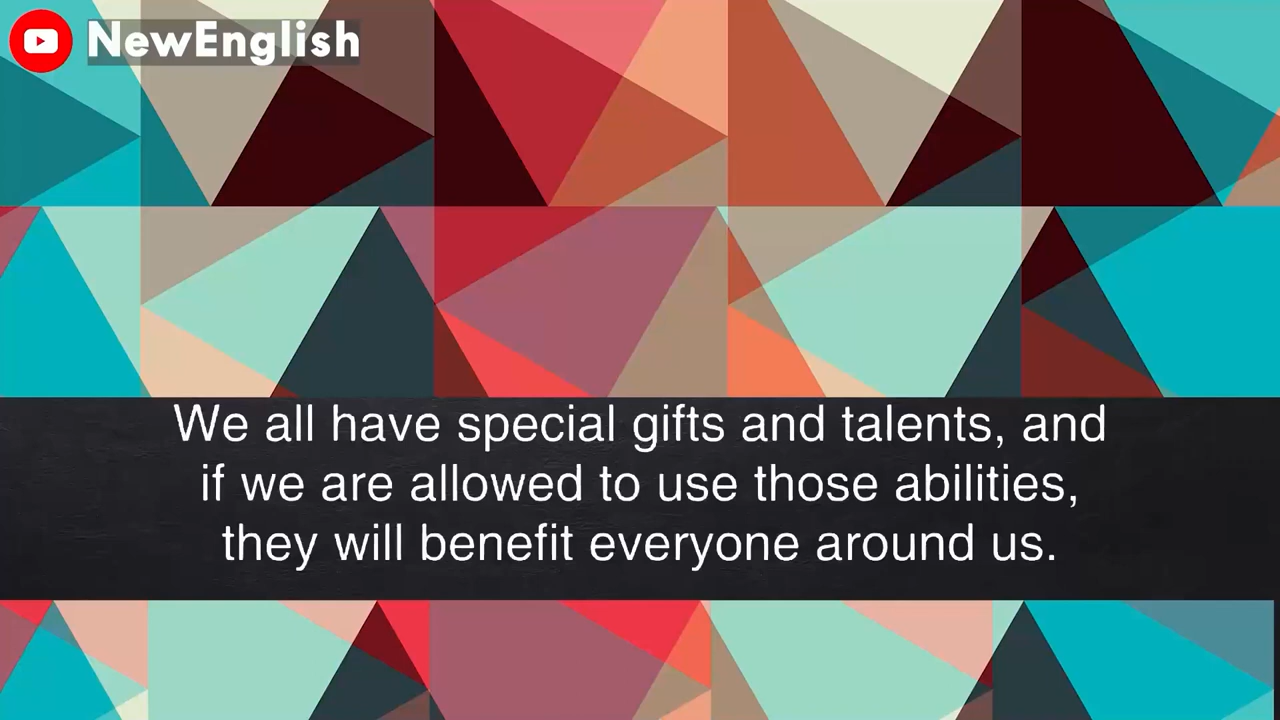 NewEnglish
We all have special gifts and talents, and
if we are allowed to use those abilities,
they will benefit everyone around us.